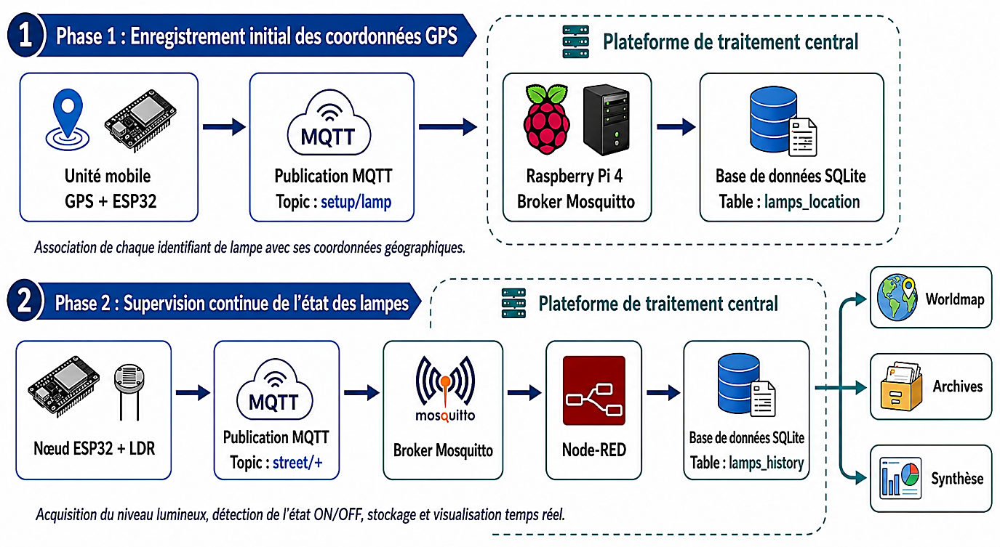 1 Phase 1 : Enregistrement initial des coordonnées GPS
Plateforme de traitement central
MQTT
Unité mobile
GPS + ESP32
Publication MQTT
Topic : setup/lamp
Raspberry Pi 4
Broker Mosquitto
Base de données SQLite
Table : lamps_location
Association de chaque identifiant de lampe avec ses coordonnées géographiques.
2 Phase 2 : Supervision continue de l'état des lampes
Plateforme de traitement central
MQTT
mosquitto
Nœud ESP32 + LDR
Publication MQTT
Topic : street/+
Broker Mosquitto
Node-RED
Base de données SQLite
Table : lamps_history
Worldmap
Archives
Synthèse
Acquisition du niveau lumineux, détection de l'état ON/OFF, stockage et visualisation temps réel.